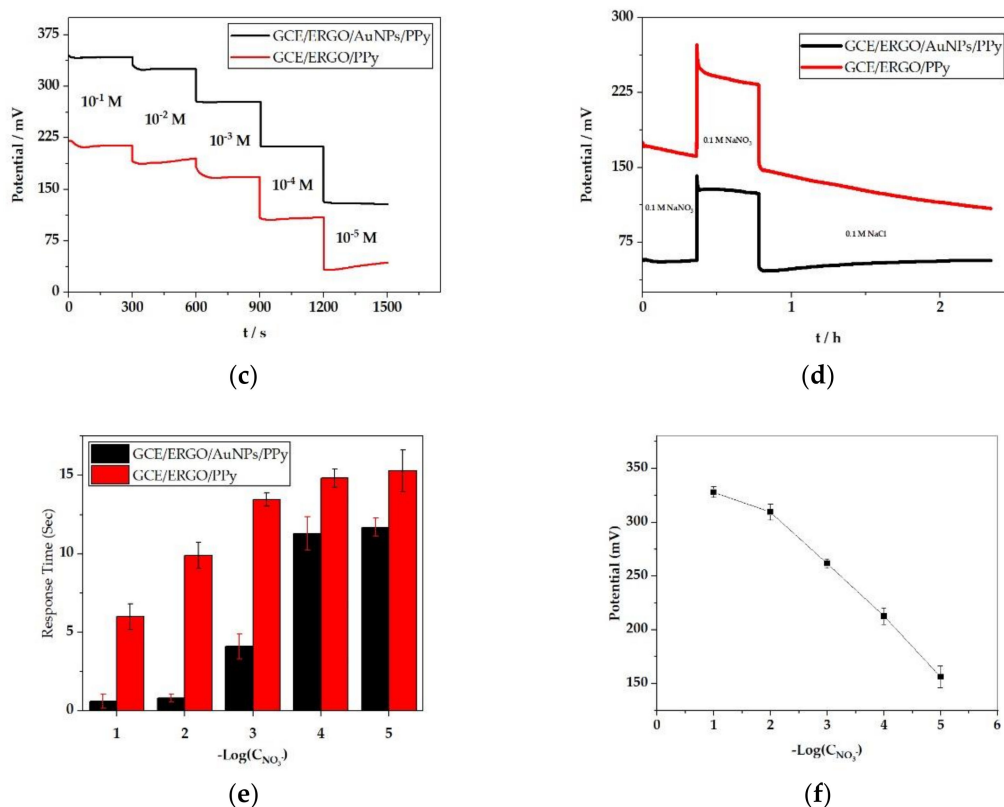 375
300
225
150
75
0
Potential / mV
GCE/ERGO/AuNPs/PPy
GCE/ERGO/PPy
10⁻¹ M
10⁻² M
10⁻³ M
10⁻⁴ M
10⁻⁵ M
0 300 600 900 1200 1500
t / s
(c)
300
225
150
75
Potential / mV
GCE/ERGO/AuNPs/PPy
GCE/ERGO/PPy
0.1 M NaNO₃
0.1 M NaNO₃
0.1 M NaCl
0 1 2
t / h
(d)
15
10
5
0
Response Time (Sec)
GCE/ERGO/AuNPs/PPy
GCE/ERGO/PPy
1 2 3 4 5
-Log(C_NO₃⁻)
(e)
350
300
250
200
150
Potential (mV)
0 1 2 3 4 5 6
-Log(C_NO₃⁻)
(f)